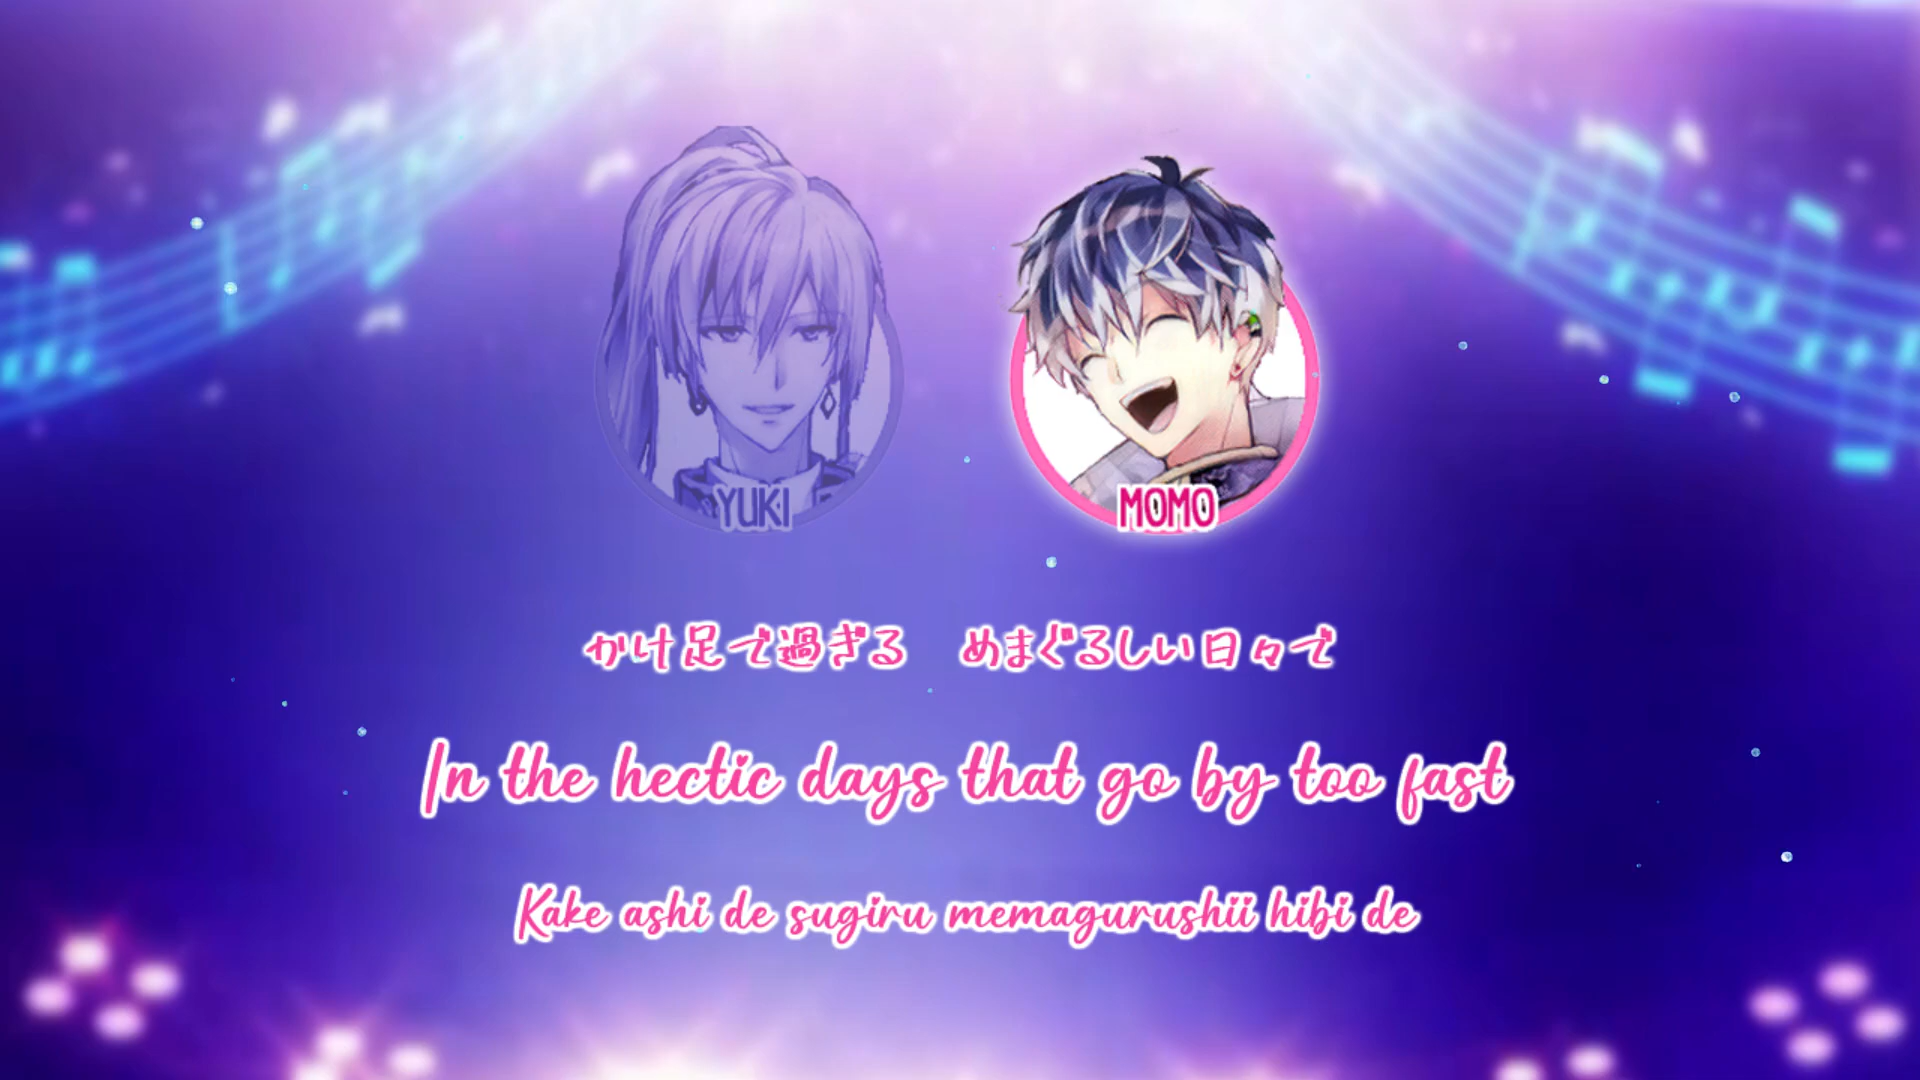 YUKI
MOMO
かけ足で過ぎる　めまぐるしい日々で
In the hectic days that go by too fast
Kake ashi de sugiru memagurushii hibi de